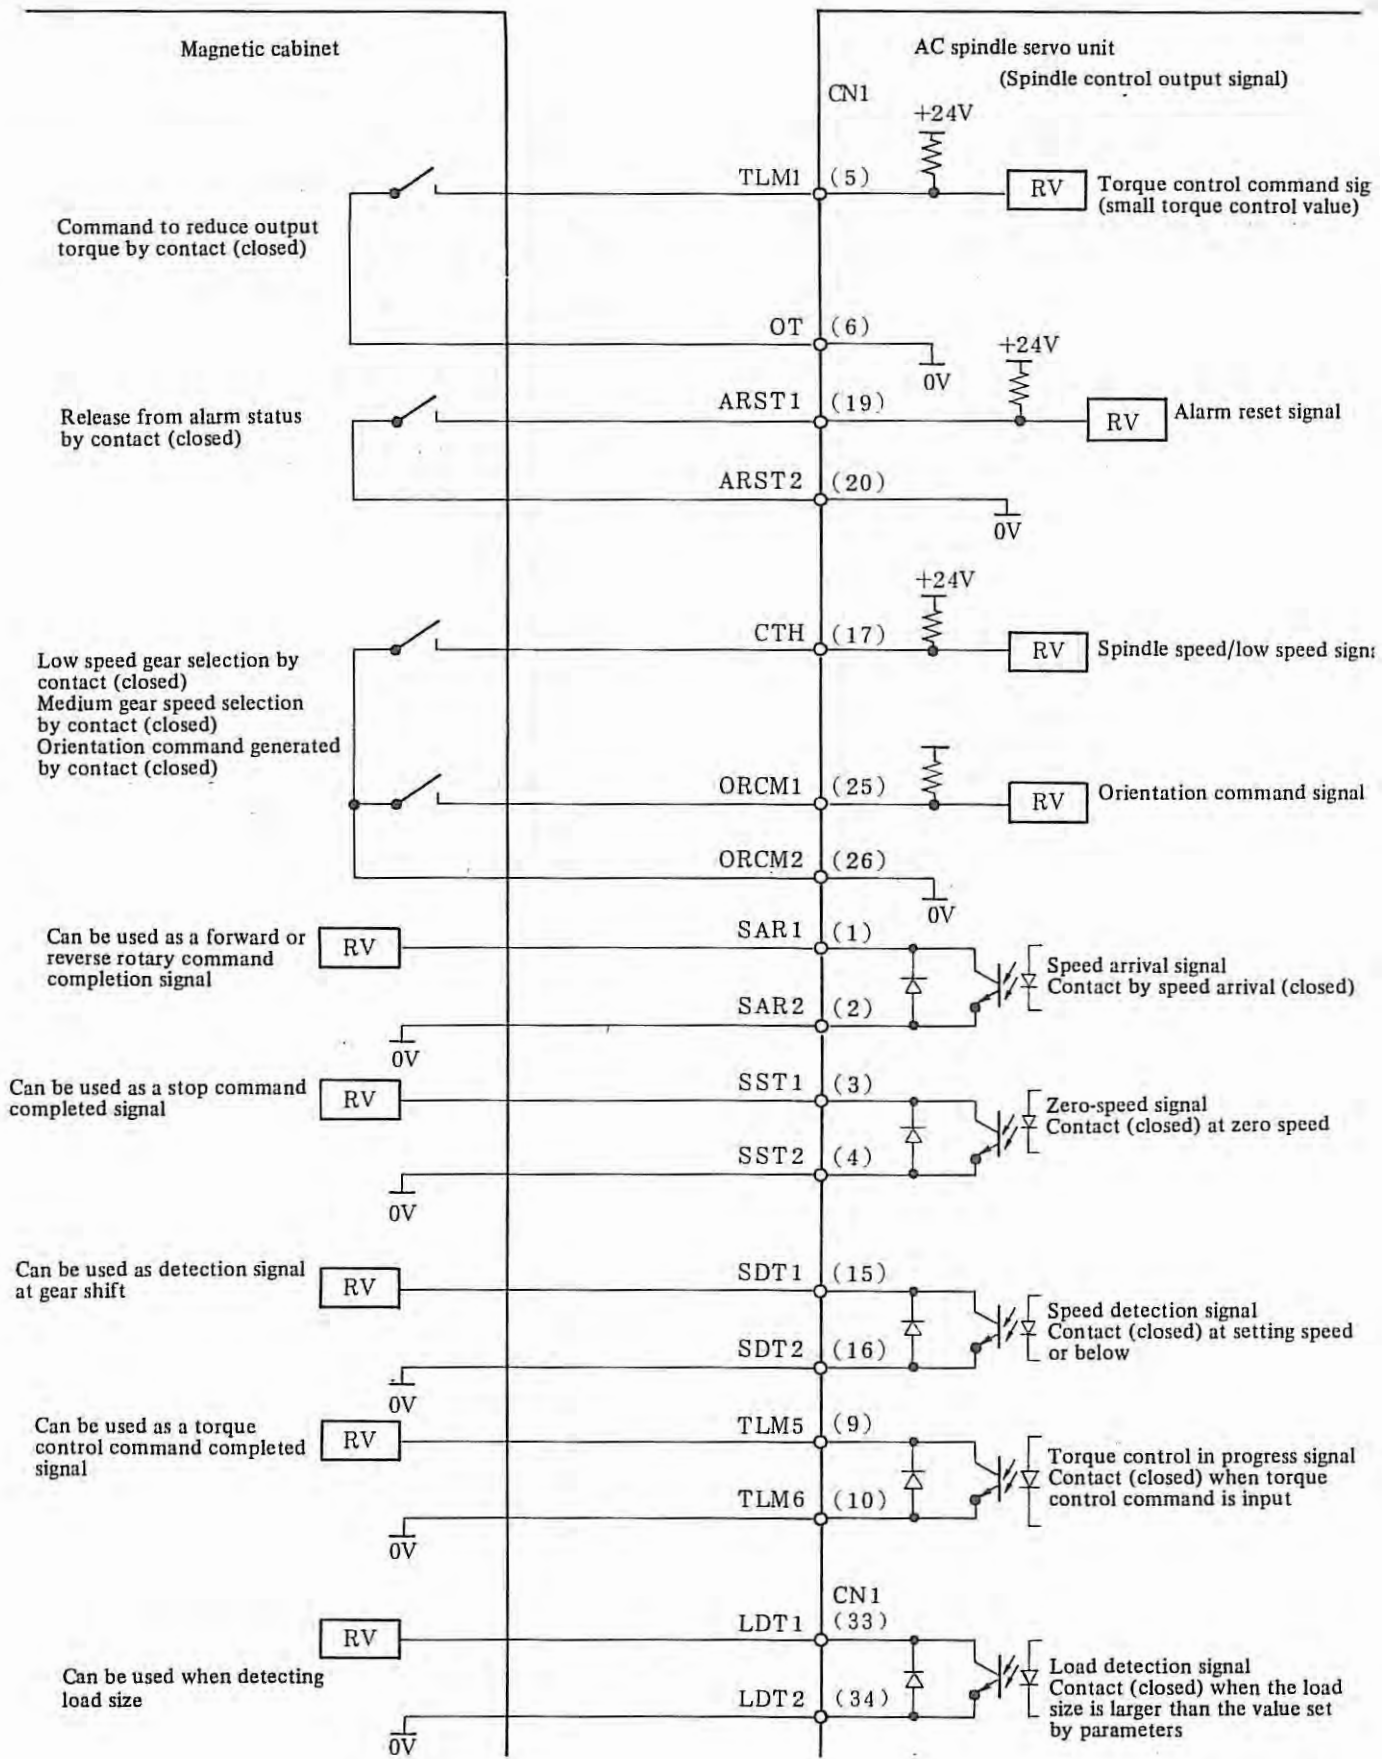 Magnetic cabinet
AC spindle servo unit
(Spindle control output signal)
CN1
+24V
TLM1 (5)
RV
Torque control command sig
(small torque control value)
Command to reduce output
torque by contact (closed)
OT (6)
0V
+24V
ARST1 (19)
RV
Alarm reset signal
Release from alarm status
by contact (closed)
ARST2 (20)
0V
+24V
CTH (17)
RV
Spindle speed/low speed sign
Low speed gear selection by
contact (closed)
Medium gear speed selection
by contact (closed)
Orientation command generated
by contact (closed)
ORCM1 (25)
RV
Orientation command signal
ORCM2 (26)
0V
Can be used as a forward or
reverse rotary command
completion signal
RV
SAR1 (1)
SAR2 (2)
0V
Speed arrival signal
Contact by speed arrival (closed)
Can be used as a stop command
completed signal
RV
SST1 (3)
SST2 (4)
0V
Zero-speed signal
Contact (closed) at zero speed
Can be used as detection signal
at gear shift
RV
SDT1 (15)
SDT2 (16)
0V
Speed detection signal
Contact (closed) at setting speed
or below
Can be used as a torque
control command completed
signal
RV
TLM5 (9)
TLM6 (10)
0V
Torque control in progress signal
Contact (closed) when torque
control command is input
CN1
RV
LDT1 (33)
LDT2 (34)
0V
Can be used when detecting
load size
Load detection signal
Contact (closed) when the load
size is larger than the value set
by parameters